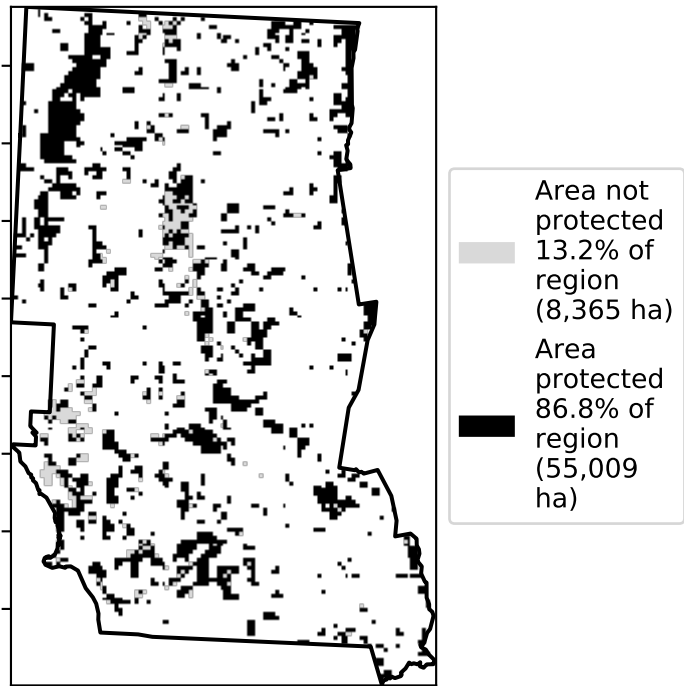 Area not
protected
13.2% of
region
(8,365 ha)
Area
protected
86.8% of
region
(55,009
ha)